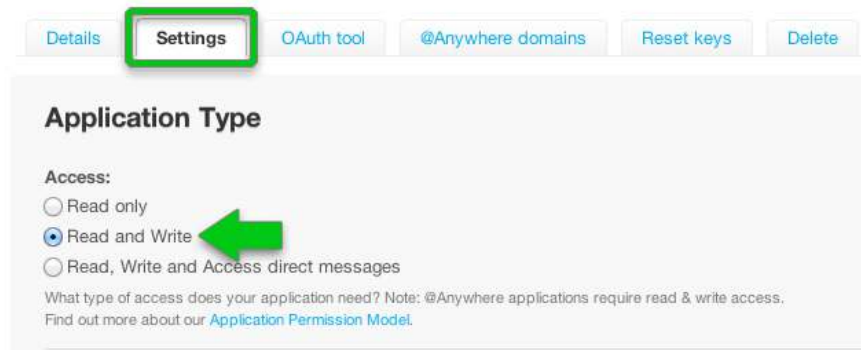 Details Settings OAuth tool @Anywhere domains Reset keys Delete
Application Type
Access:
Read only
Read and Write
Read, Write and Access direct messages
What type of access does your application need? Note: @Anywhere applications require read & write access.
Find out more about our Application Permission Model.